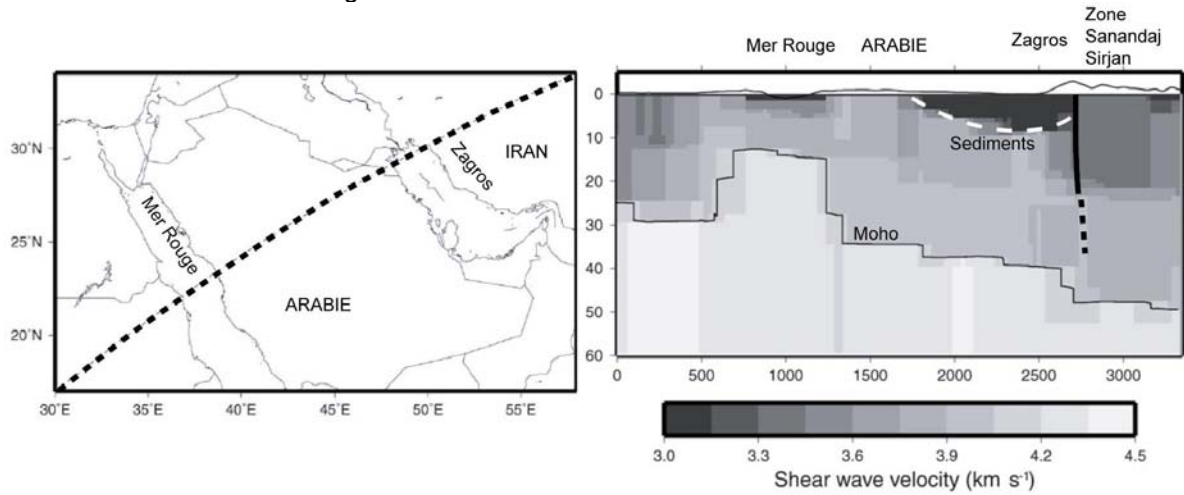 Mer Rouge ARABIE Zagros Zone Sanandaj Sirjan
30°N
25°N
20°N
Mer Rouge
ARABIE
Zagros
IRAN
30°E 35°E 40°E 45°E 50°E 55°E
0
10
20
30
40
50
60
Sediments
Moho
0 500 1000 1500 2000 2500 3000
3.0 3.3 3.6 3.9 4.2 4.5
Shear wave velocity (km s⁻¹)